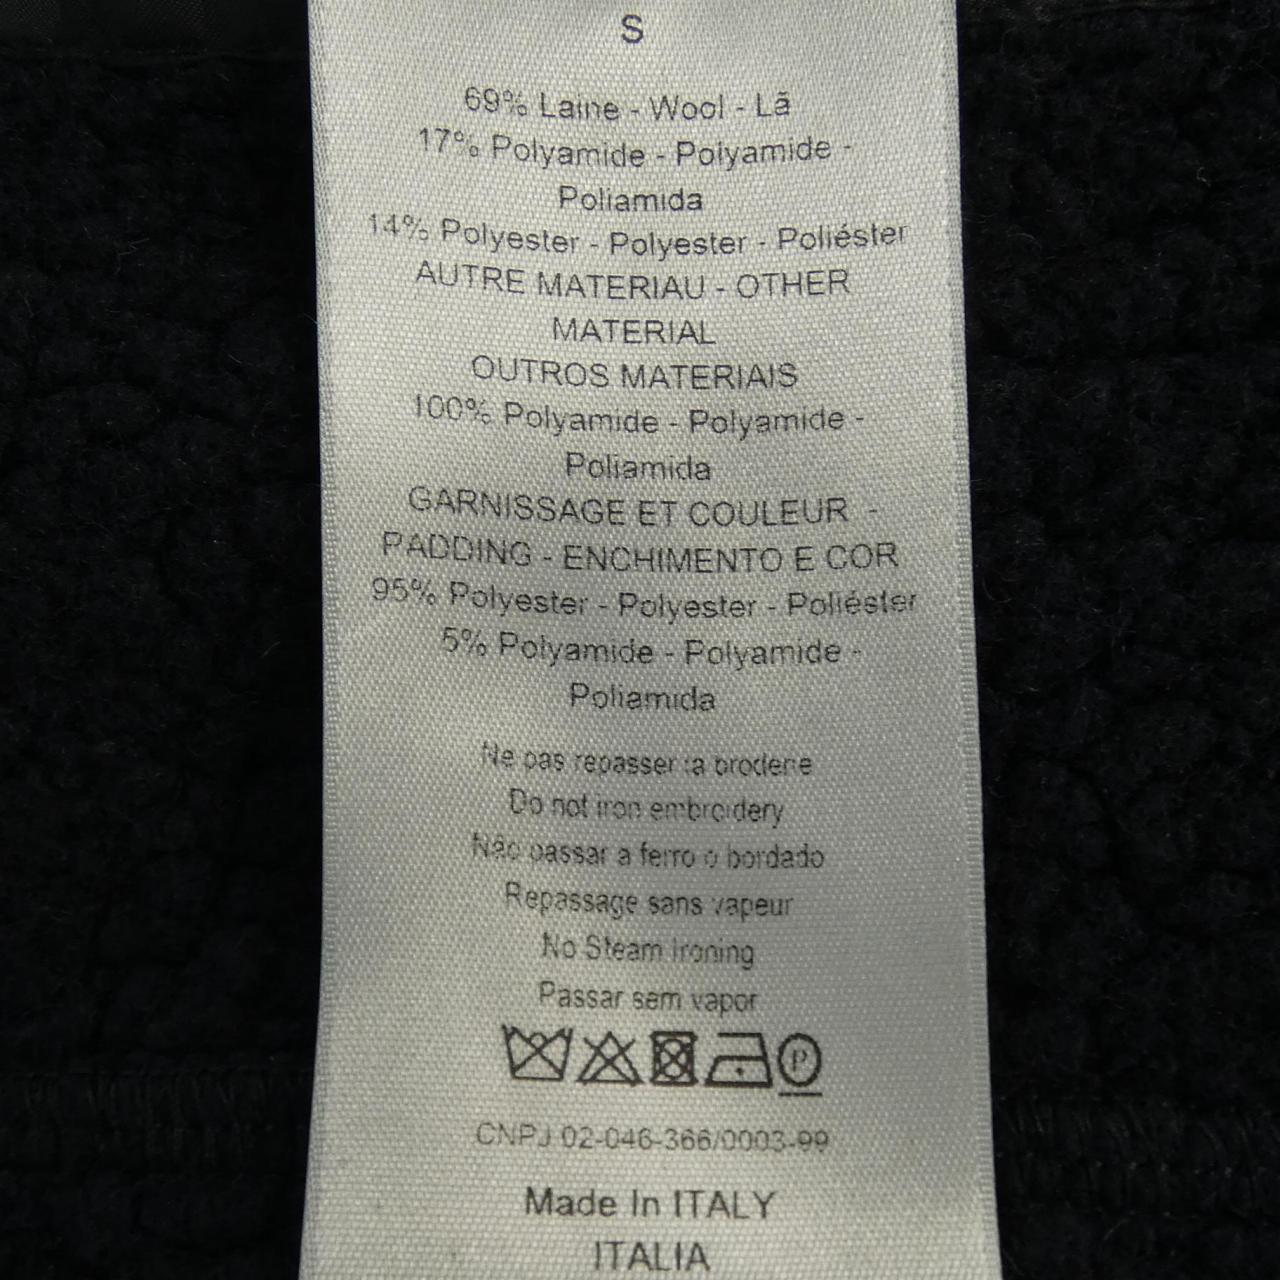 S
69% Laine - Wool - Lã
17% Polyamide - Polyamide -
Poliamida
14% Polyester - Polyester - Poliéster
AUTRE MATERIAU - OTHER
MATERIAL
OUTROS MATERIAIS
100% Polyamide - Polyamide -
Poliamida
GARNISSAGE ET COULEUR -
PADDING - ENCHIMENTO E COR
95% Polyester - Polyester - Poliéster
5% Polyamide - Polyamide -
Poliamida
Ne pas repasser la broderie
Do not iron embroidery
Não passar a ferro o bordado
Repassage sans vapeur
No Steam Ironing
Passar sem vapor
P
CNPJ 02-046-366/0003-99
Made In ITALY
ITALIA